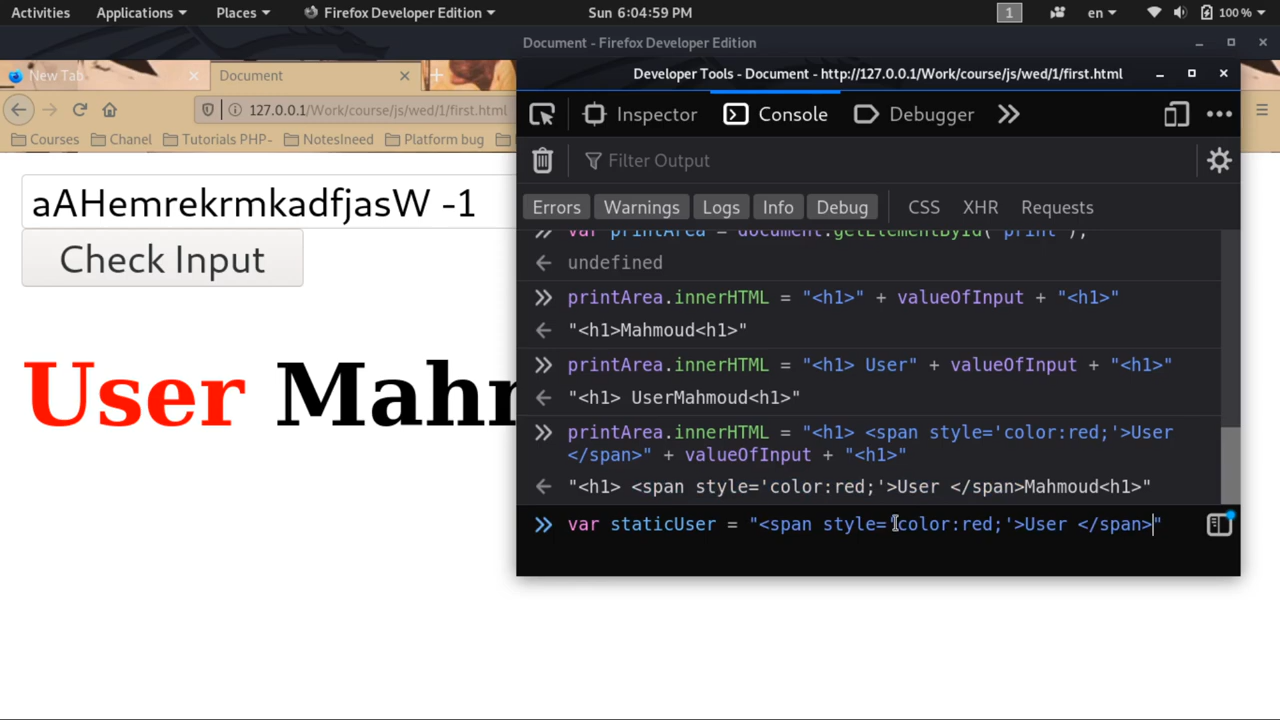 Activities Applications Places Firefox Developer Edition Sun 6:04:59 PM 1 en 100 %
Document - Firefox Developer Edition
New Tab Document
127.0.0.1/Work/course/js/wed/1/first.html
Courses Chanel Tutorials PHP- NotesIneed Platform bug
aAHemrekrmkadfjasW -1
Check Input
User Mahm
Developer Tools - Document - http://127.0.0.1/Work/course/js/wed/1/first.html
Inspector Console Debugger
Filter Output
Errors Warnings Logs Info Debug CSS XHR Requests
var printArea = document.getElementById("print");
undefined
printArea.innerHTML = "<h1>" + valueOfInput + "<h1>"
"<h1>Mahmoud<h1>"
printArea.innerHTML = "<h1> User" + valueOfInput + "<h1>"
"<h1> UserMahmoud<h1>"
printArea.innerHTML = "<h1> <span style='color:red;'>User
</span>" + valueOfInput + "<h1>"
"<h1> <span style='color:red;'>User </span>Mahmoud<h1>"
var staticUser = "<span style='color:red;'>User </span>"